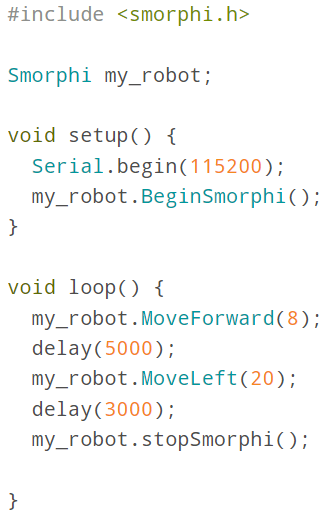 #include <smorphi.h>

Smorphi my_robot;

void setup() {
  Serial.begin(115200);
  my_robot.BeginSmorphi();
}

void loop() {
  my_robot.MoveForward(8);
  delay(5000);
  my_robot.MoveLeft(20);
  delay(3000);
  my_robot.stopSmorphi();

}